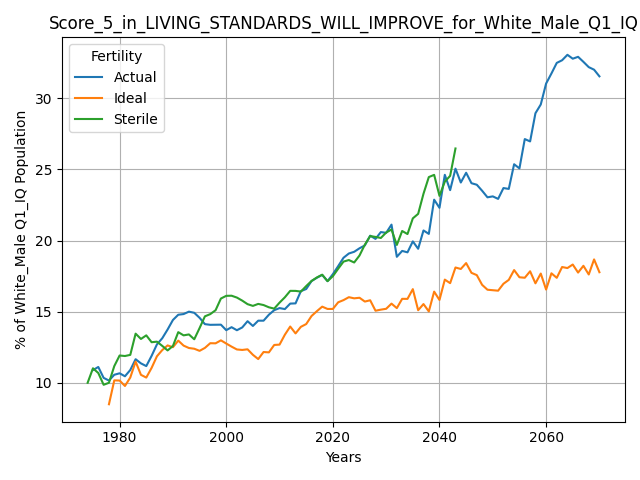 Score_5_in_LIVING_STANDARDS_WILL_IMPROVE_for_White_Male_Q1_IQ
Fertility
Actual
Ideal
Sterile
30
25
20
15
10
% of White_Male Q1_IQ Population
1980
2000
2020
2040
2060
Years